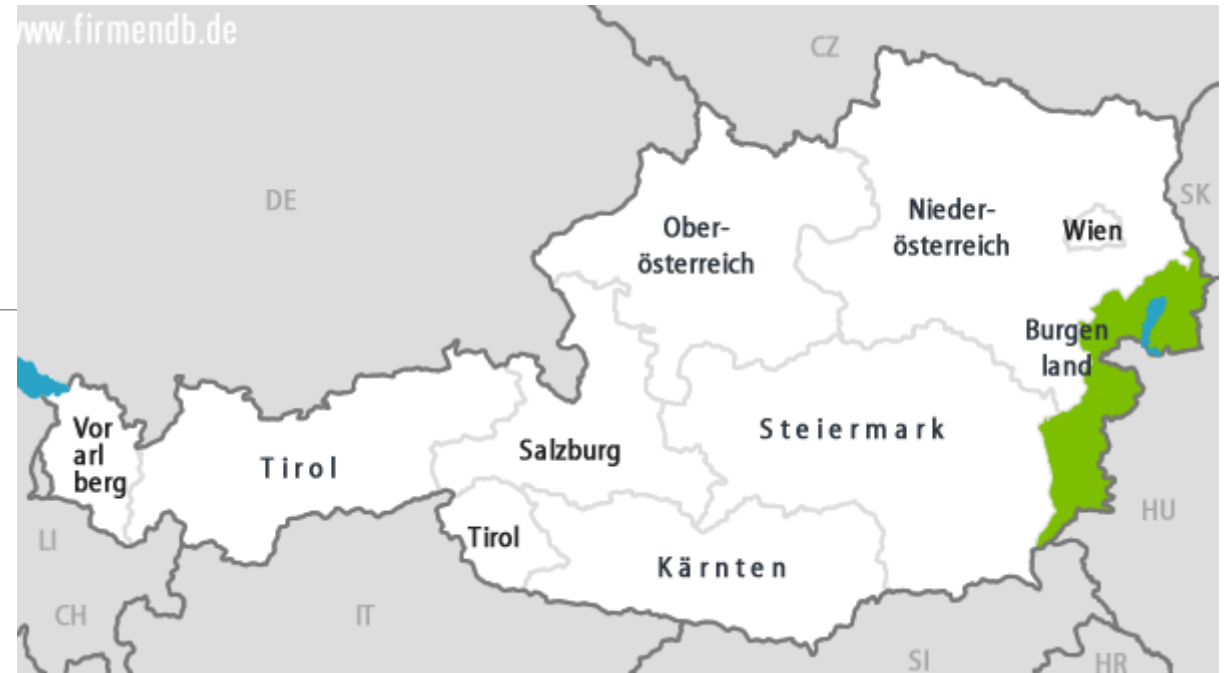 www.firmendb.de
CZ
DE
SK
Ober-
österreich
Nieder-
österreich
Wien
Burgen
land
Vor
arl
berg
Tirol
Salzburg
Steiermark
Tirol
Kärnten
HU
LI
CH
IT
SI
HR